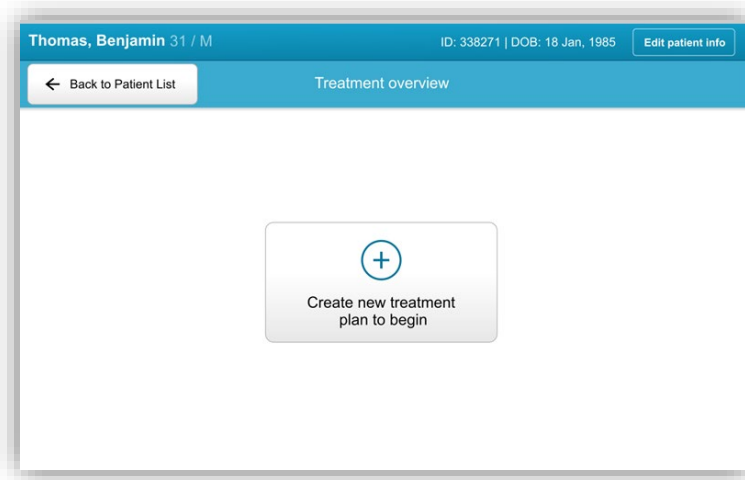 Thomas, Benjamin 31 / M
ID: 338271 | DOB: 18 Jan, 1985
Edit patient info
← Back to Patient List
Treatment overview
Create new treatment
plan to begin